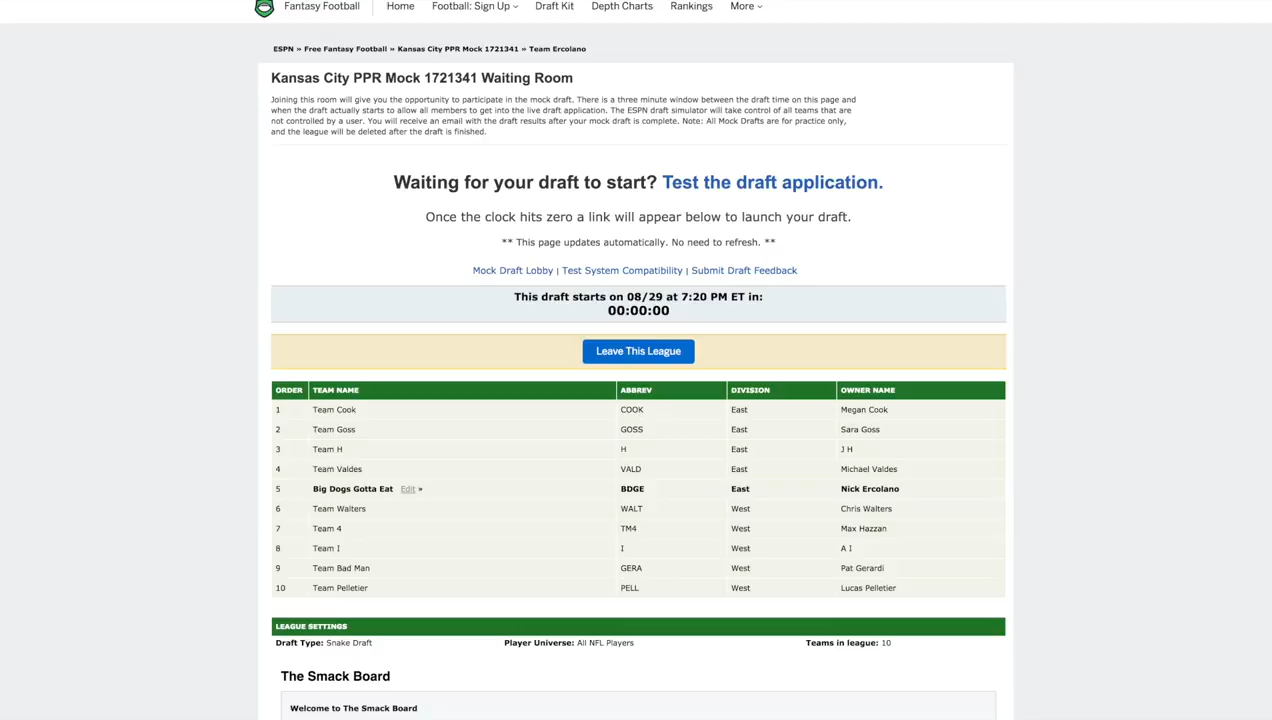 Fantasy Football Home Football: Sign Up Draft Kit Depth Charts Rankings More
ESPN » Free Fantasy Football » Kansas City PPR Mock 1721341 » Team Ercolano
Kansas City PPR Mock 1721341 Waiting Room
Joining this room will give you the opportunity to participate in the mock draft. There is a three minute window between the draft time on this page and
when the draft actually starts to allow all members to get into the live draft application. The ESPN draft simulator will take control of all teams that are
not controlled by a user. You will receive an email with the draft results after your mock draft is complete. Note: All Mock Drafts are for practice only,
and the league will be deleted after the draft is finished.
Waiting for your draft to start? Test the draft application.
Once the clock hits zero a link will appear below to launch your draft.
** This page updates automatically. No need to refresh. **
Mock Draft Lobby | Test System Compatibility | Submit Draft Feedback
This draft starts on 08/29 at 7:20 PM ET in:
00:00:00
Leave This League
ORDER TEAM NAME ABBREV DIVISION OWNER NAME
1 Team Cook COOK East Megan Cook
2 Team Goss GOSS East Sara Goss
3 Team H H East J H
4 Team Valdes VALD East Michael Valdes
5 Big Dogs Gotta Eat Edit » BDGE East Nick Ercolano
6 Team Walters WALT West Chris Walters
7 Team 4 TM4 West Max Hazzan
8 Team I I West A I
9 Team Bad Man GERA West Pat Gerardi
10 Team Pelletier PELL West Lucas Pelletier
LEAGUE SETTINGS
Draft Type: Snake Draft Player Universe: All NFL Players Teams in league: 10
The Smack Board
Welcome to The Smack Board